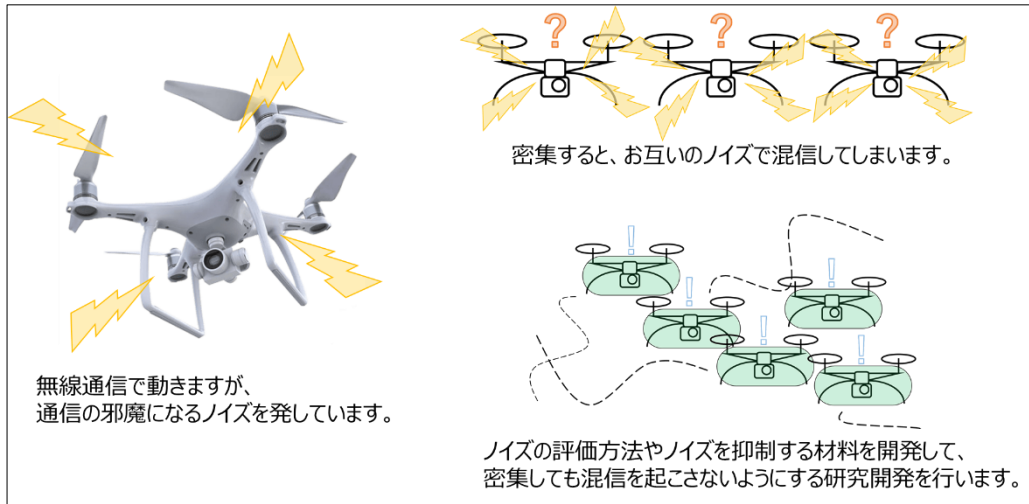 無線通信で動きますが、
通信の邪魔になるノイズを発しています。
?
?
?
密集すると、お互いのノイズで混信してしまいます。
!
!
!
!
!
ノイズの評価方法やノイズを抑制する材料を開発して、
密集しても混信を起こさないようにする研究開発を行います。